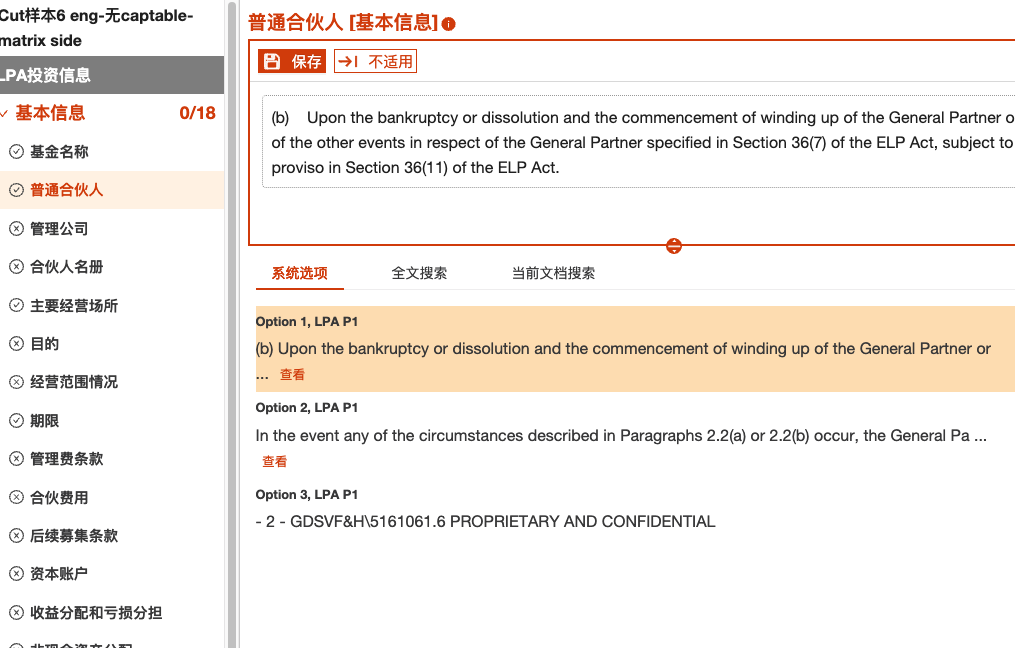 Cut样本6 eng-无captable-
matrix side
LPA投资信息
基本信息 0/18
基金名称
普通合伙人
管理公司
合伙人名册
主要经营场所
目的
经营范围情况
期限
管理费条款
合伙费用
后续募集条款
资本账户
收益分配和亏损分担
普通合伙人 [基本信息]
保存 不适用
(b) Upon the bankruptcy or dissolution and the commencement of winding up of the General Partner o
of the other events in respect of the General Partner specified in Section 36(7) of the ELP Act, subject to
proviso in Section 36(11) of the ELP Act.
系统选项 全文搜索 当前文档搜索
Option 1, LPA P1
(b) Upon the bankruptcy or dissolution and the commencement of winding up of the General Partner or
... 查看
Option 2, LPA P1
In the event any of the circumstances described in Paragraphs 2.2(a) or 2.2(b) occur, the General Pa ...
查看
Option 3, LPA P1
- 2 - GDSVF&H\5161061.6 PROPRIETARY AND CONFIDENTIAL